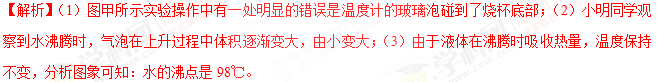 【解析】（1）图甲所示实验操作中有一处明显的错误是温度计的玻璃泡碰到了烧杯底部；（2）小明同学观
察到水沸腾时，气泡在上升过程中体积逐渐变大，由小变大；（3）由于液体在沸腾时吸收热量，温度保持
不变，分析图象可知：水的沸点是 98℃。